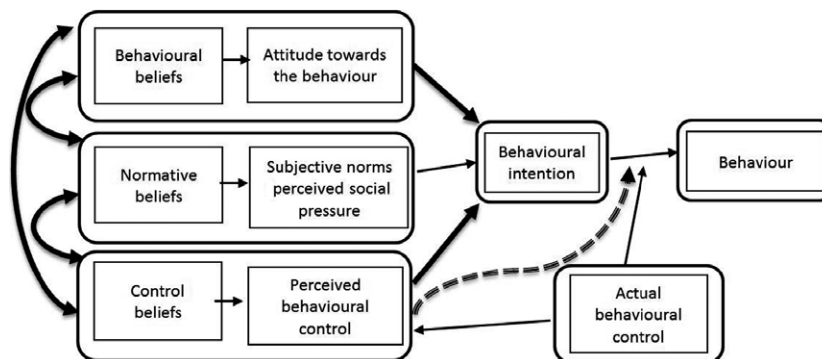 Behavioural
beliefs
Attitude towards
the behaviour
Normative
beliefs
Subjective norms
perceived social
pressure
Control
beliefs
Perceived
behavioural
control
Behavioural
intention
Behaviour
Actual
behavioural
control